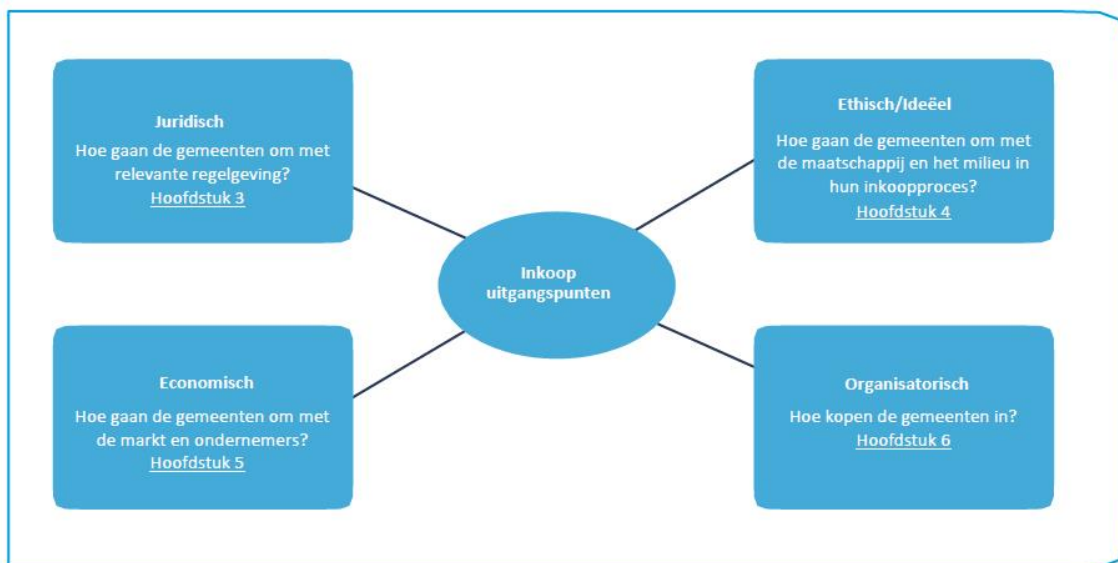 Juridisch
Hoe gaan de gemeenten om met
relevante regelgeving?
Hoofdstuk 3
Ethisch/Ideëel
Hoe gaan de gemeenten om met
de maatschappij en het milieu in
hun inkoopproces?
Hoofdstuk 4
Inkoop
uitgangspunten
Economisch
Hoe gaan de gemeenten om met
de markt en ondernemers?
Hoofdstuk 5
Organisatorisch
Hoe kopen de gemeenten in?
Hoofdstuk 6